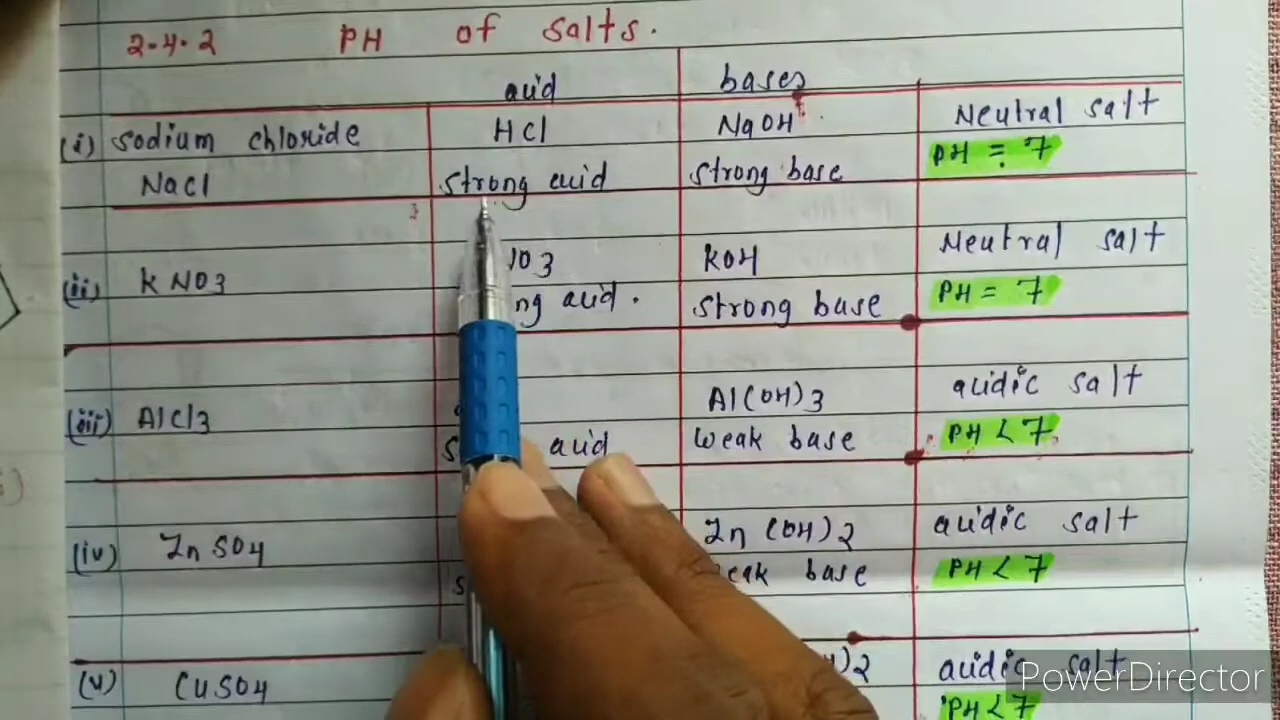 2.4.2 PH of salts.
acid bases
(i) sodium chloride HCl NaOH Neutral salt
NaCl strong acid strong base PH = 7
(ii) KNO3 KOH Neutral salt
acid. strong base PH = 7
(iii) AlCl3 Al(OH)3 acidic salt
acid weak base PH < 7
(iv) ZnSO4 Zn(OH)2 acidic salt
base PH < 7
(v) CuSO4 acidic salt
PH < 7
PowerDirector